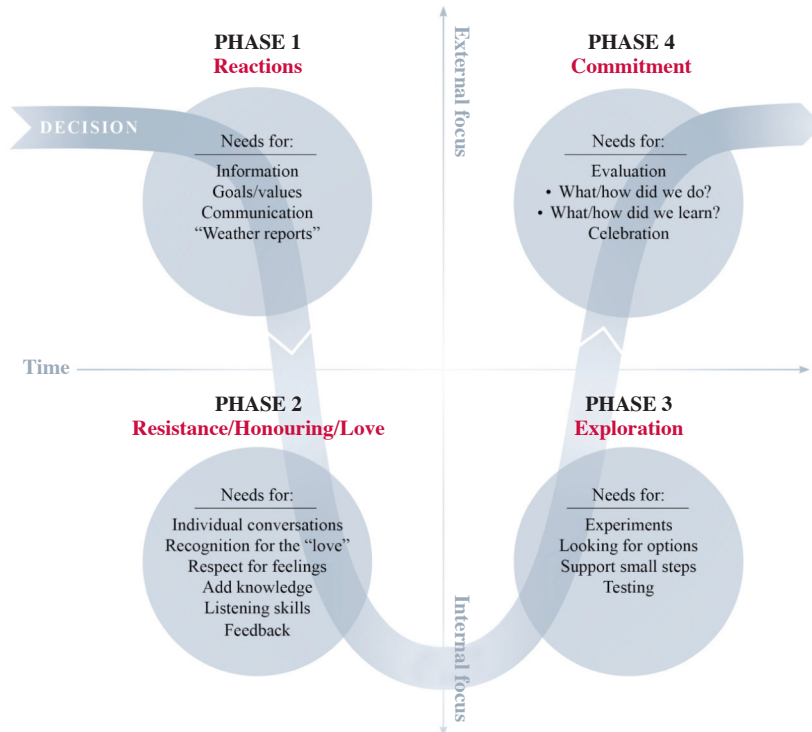 PHASE 1
Reactions
DECISION
Needs for:
Information
Goals/values
Communication
“Weather reports”
External focus
PHASE 4
Commitment
Needs for:
Evaluation
• What/how did we do?
• What/how did we learn?
Celebration
Time
PHASE 2
Resistance/Honouring/Love
Needs for:
Individual conversations
Recognition for the “love”
Respect for feelings
Add knowledge
Listening skills
Feedback
Internal focus
PHASE 3
Exploration
Needs for:
Experiments
Looking for options
Support small steps
Testing